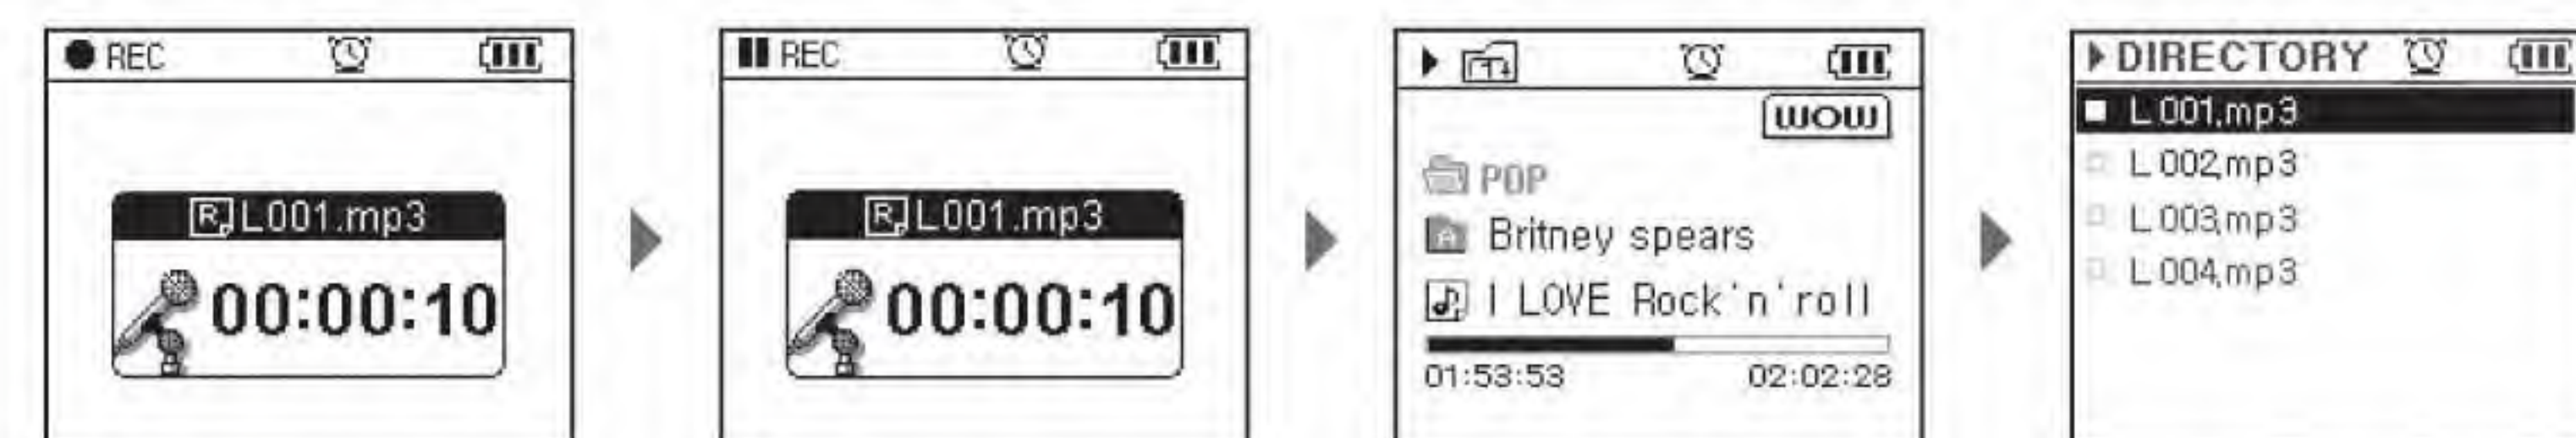 REC
L001.mp3
00:00:10
REC
L001.mp3
00:00:10
WOW
POP
Britney spears
I LOVE Rock'n'roll
01:53:53 02:02:28
DIRECTORY
L001.mp3
L002.mp3
L003.mp3
L004.mp3